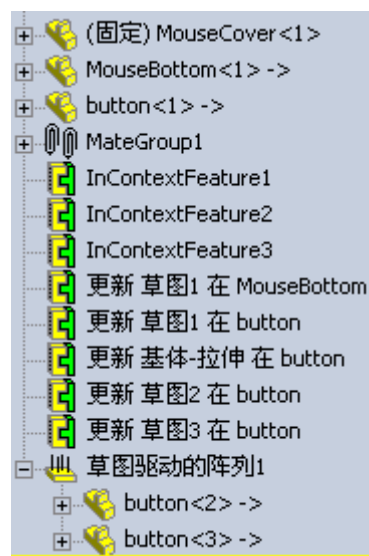 (固定) MouseCover<1>
MouseBottom<1> ->
button<1> ->
MateGroup1
InContextFeature1
InContextFeature2
InContextFeature3
更新 草图1 在 MouseBottom
更新 草图1 在 button
更新 基体-拉伸 在 button
更新 草图2 在 button
更新 草图3 在 button
草图驱动的阵列1
button<2> ->
button<3> ->